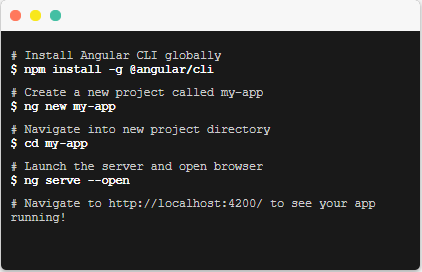 # Install Angular CLI globally
$ npm install -g @angular/cli
# Create a new project called my-app
$ ng new my-app
# Navigate into new project directory
$ cd my-app
# Launch the server and open browser
$ ng serve --open
# Navigate to http://localhost:4200/ to see your app
running!